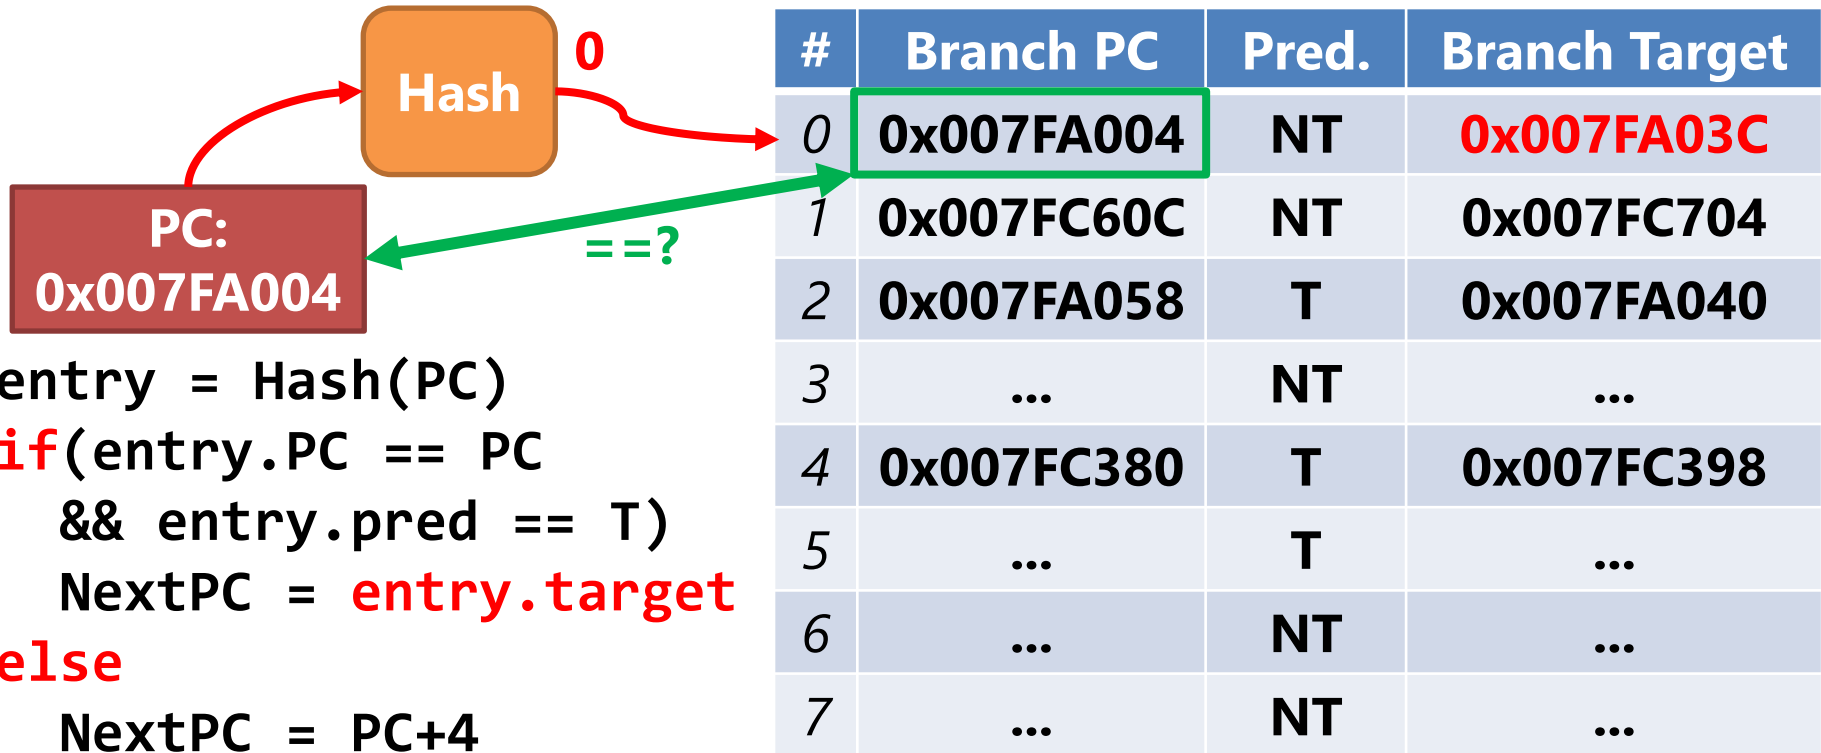 Hash
0
PC:
0x007FA004
==?
entry = Hash(PC)
if(entry.PC == PC
&& entry.pred == T)
NextPC = entry.target
else
NextPC = PC+4
# Branch PC Pred. Branch Target
0 0x007FA004 NT 0x007FA03C
1 0x007FC60C NT 0x007FC704
2 0x007FA058 T 0x007FA040
3 ... NT ...
4 0x007FC380 T 0x007FC398
5 ... T ...
6 ... NT ...
7 ... NT ...